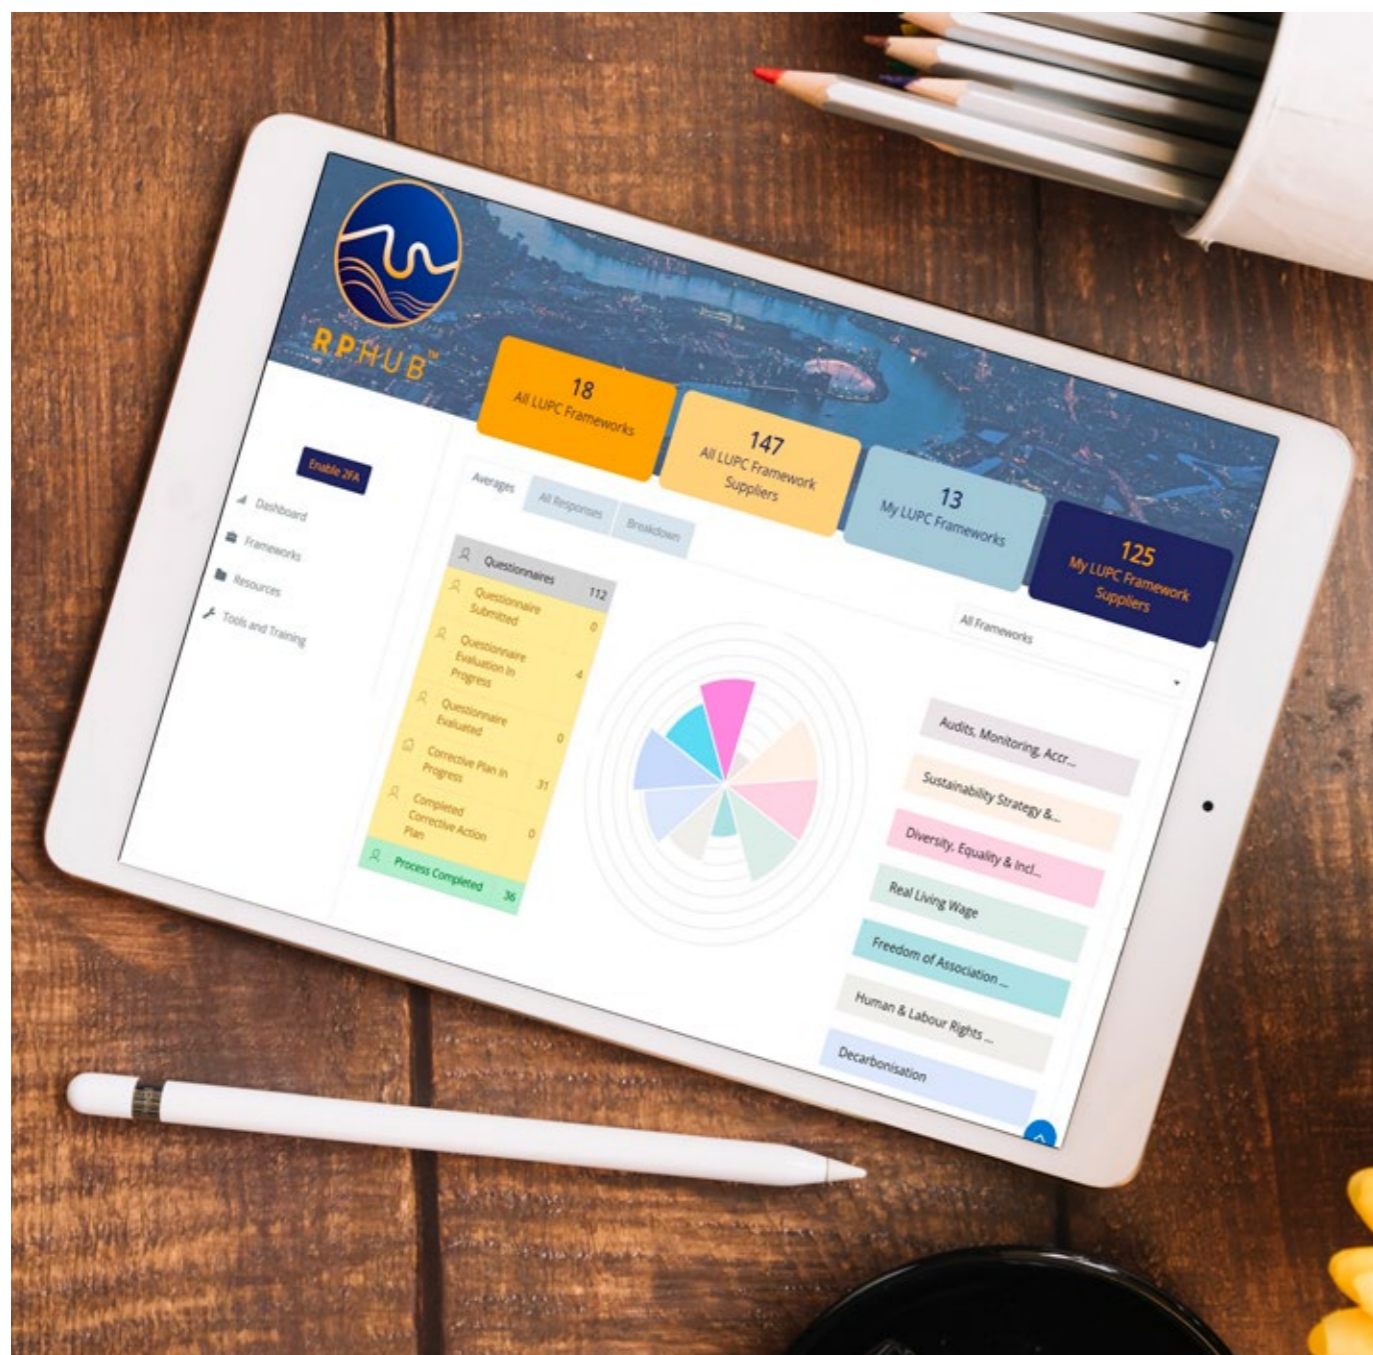 RPHUB™
18
All LUPC Frameworks
147
All LUPC Framework
Suppliers
13
My LUPC Frameworks
125
My LUPC Framework
Suppliers
Enable 2FA
Dashboard
Frameworks
Resources
Tools and Training
Averages
All Responses
Breakdown
All Frameworks
Questionnaires 112
Questionnaire
Submitted 0
Questionnaire
Evaluation In
Progress 4
Questionnaire
Evaluated 0
Corrective Plan In
Progress 31
Completed
Corrective Action
Plan 0
Process Completed 36
Audits, Monitoring, Accr...
Sustainability Strategy &...
Diversity, Equality & Incl...
Real Living Wage
Freedom of Association ...
Human & Labour Rights ...
Decarbonisation